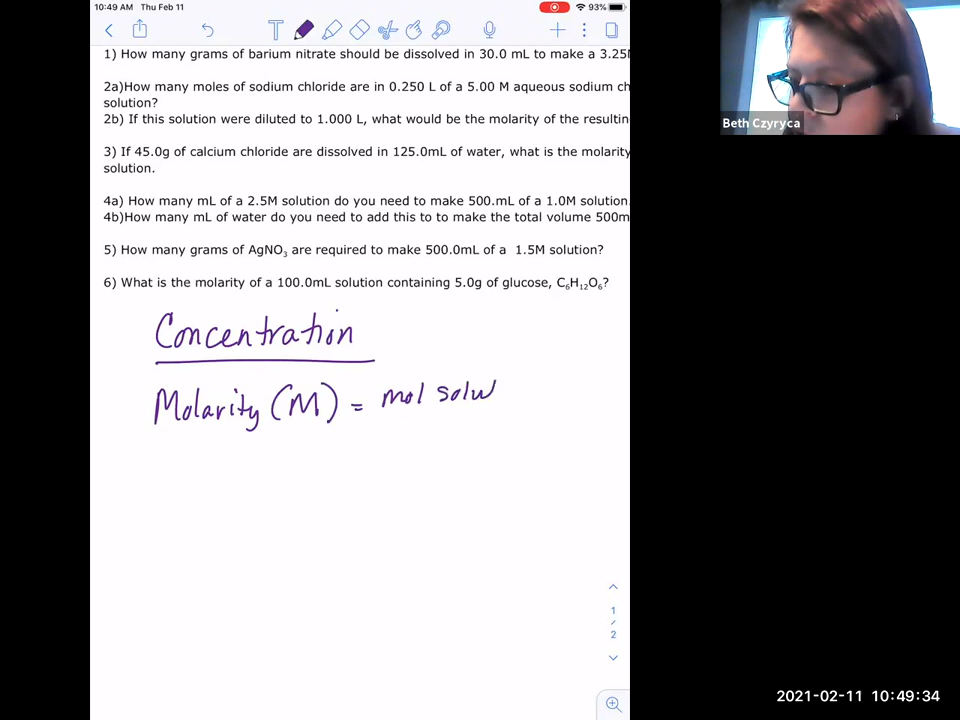 10:49 AM Thu Feb 11
93%
1) How many grams of barium nitrate should be dissolved in 30.0 mL to make a 3.25M
2a)How many moles of sodium chloride are in 0.250 L of a 5.00 M aqueous sodium ch
solution?
2b) If this solution were diluted to 1.000 L, what would be the molarity of the resultin
3) If 45.0g of calcium chloride are dissolved in 125.0mL of water, what is the molarity
solution.
4a) How many mL of a 2.5M solution do you need to make 500.mL of a 1.0M solution.
4b)How many mL of water do you need to add this to to make the total volume 500m
5) How many grams of AgNO3 are required to make 500.0mL of a 1.5M solution?
6) What is the molarity of a 100.0mL solution containing 5.0g of glucose, C6H12O6?
Concentration
Molarity (M) = mol solu
1
/
2
Beth Czyryca
2021-02-11 10:49:34